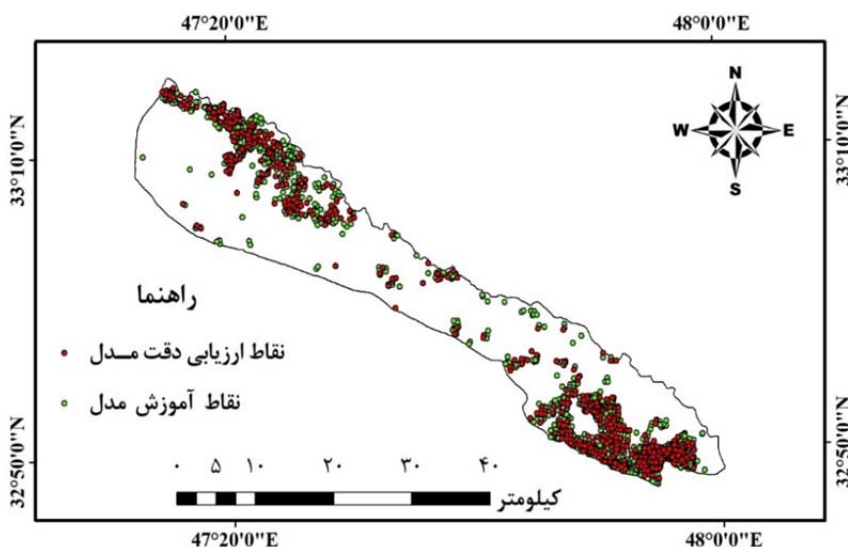 47°20'0"E 48°0'0"E
N
W E
S
33°10'0"N 33°10'0"N
راهنما
نقاط ارزیابی دقت مــدل
نقاط آموزش مدل
۰ ۵ ۱۰ ۲۰ ۳۰ ۴۰
کیلومتر
32°50'0"N 32°50'0"N
47°20'0"E 48°0'0"E